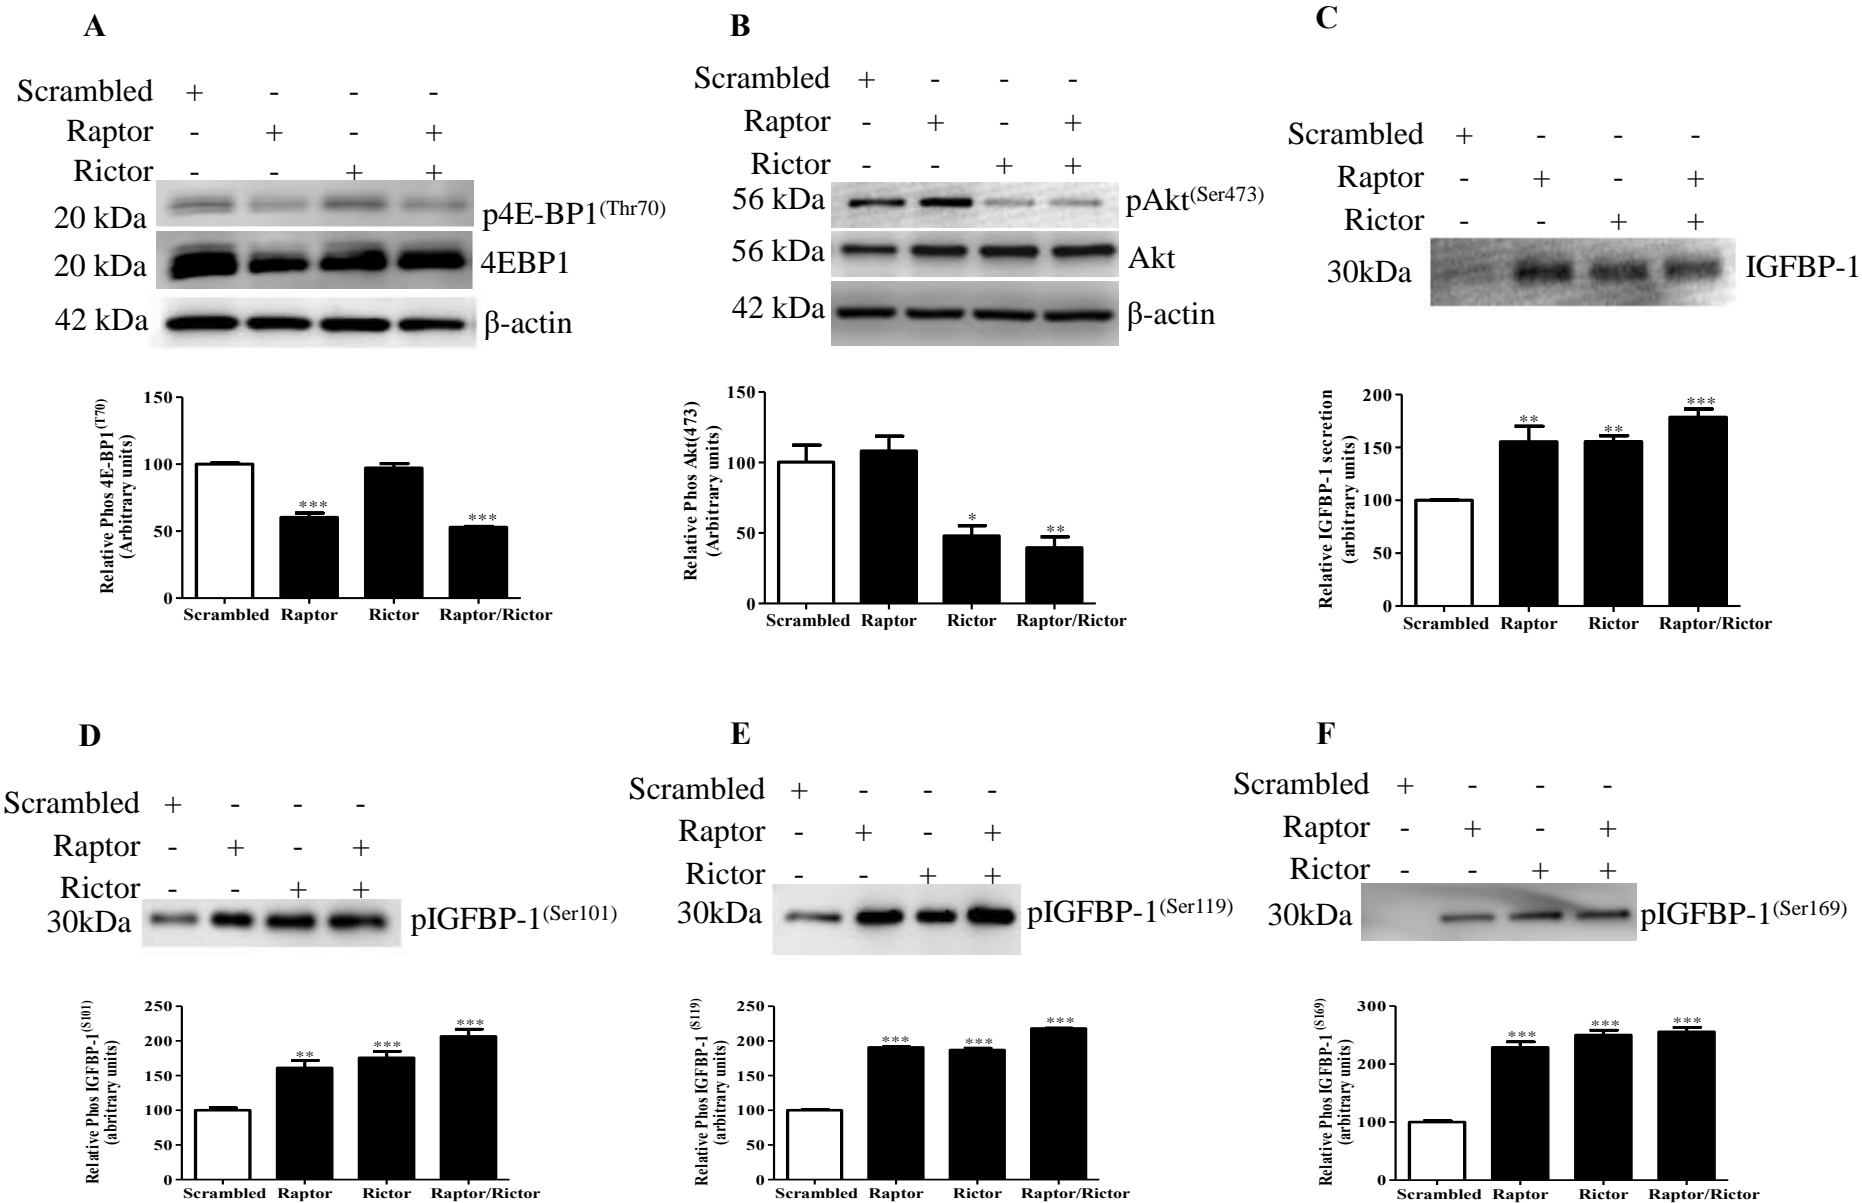 A
Scrambled + - - -
Raptor - + - +
Rictor - - + +
20 kDa p4E-BP1(Thr70)
20 kDa 4EBP1
42 kDa β-actin
Relative Phos 4E-BP1(T70)
(Arbitrary units)
150
100
50
0
Scrambled Raptor Rictor Raptor/Rictor
*** ***
B
Scrambled + - - -
Raptor - + - +
Rictor - - + +
56 kDa pAkt(Ser473)
56 kDa Akt
42 kDa β-actin
Relative Phos Akt(473)
(Arbitrary units)
150
100
50
0
Scrambled Raptor Rictor Raptor/Rictor
* **
C
Scrambled + - - -
Raptor - + - +
Rictor - - + +
30kDa IGFBP-1
Relative IGFBP-1 secretion
(arbitrary units)
200
150
100
50
0
Scrambled Raptor Rictor Raptor/Rictor
** ** ***
D
Scrambled + - - -
Raptor - + - +
Rictor - - + +
30kDa pIGFBP-1(Ser101)
Relative Phos IGFBP-1(S101)
(abritrary units)
250
200
150
100
50
0
Scrambled Raptor Rictor Raptor/Rictor
** *** ***
E
Scrambled + - - -
Raptor - + - +
Rictor - - + +
30kDa pIGFBP-1(Ser119)
Relative Phos IGFBP-1 (S119)
(arbitrary units)
250
200
150
100
50
0
Scrambled Raptor Rictor Raptor/Rictor
*** *** ***
F
Scrambled + - - -
Raptor - + - +
Rictor - - + +
30kDa pIGFBP-1(Ser169)
Relative Phos IGFBP-1 (S169)
(arbitrary units)
300
200
100
0
Scrambled Raptor Rictor Raptor/Rictor
*** *** ***